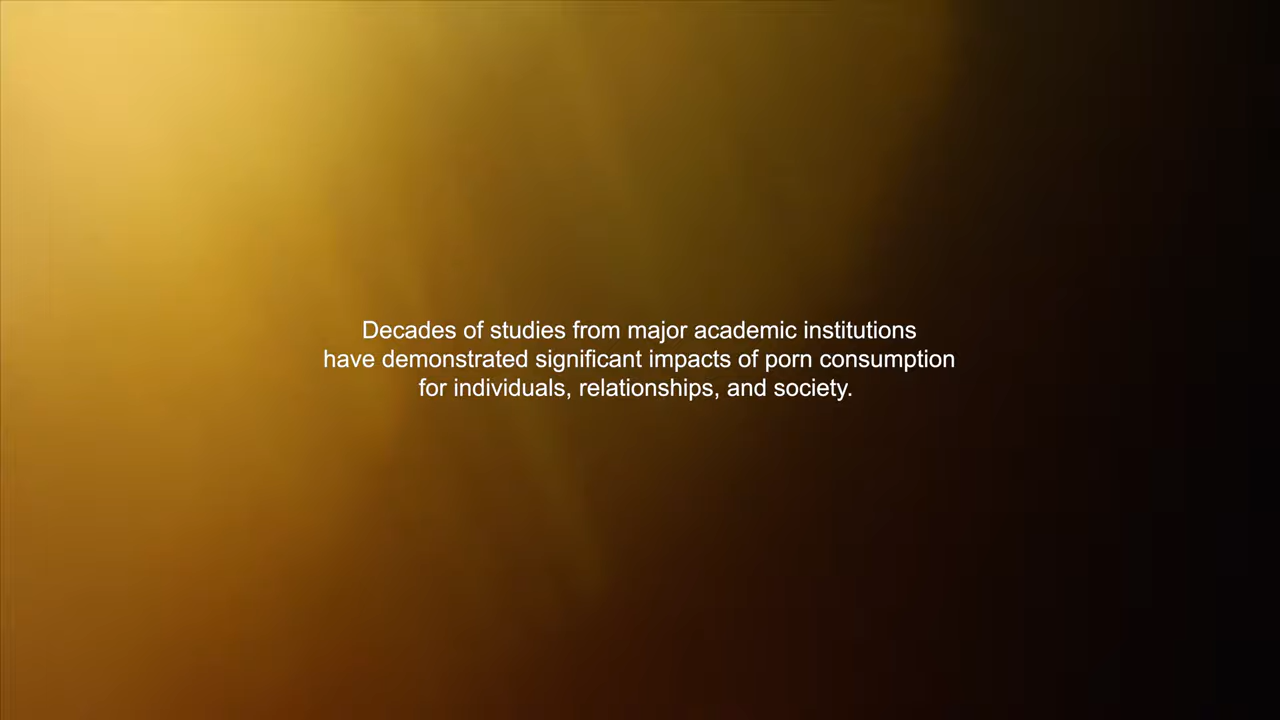 Decades of studies from major academic institutions
have demonstrated significant impacts of porn consumption
for individuals, relationships, and society.